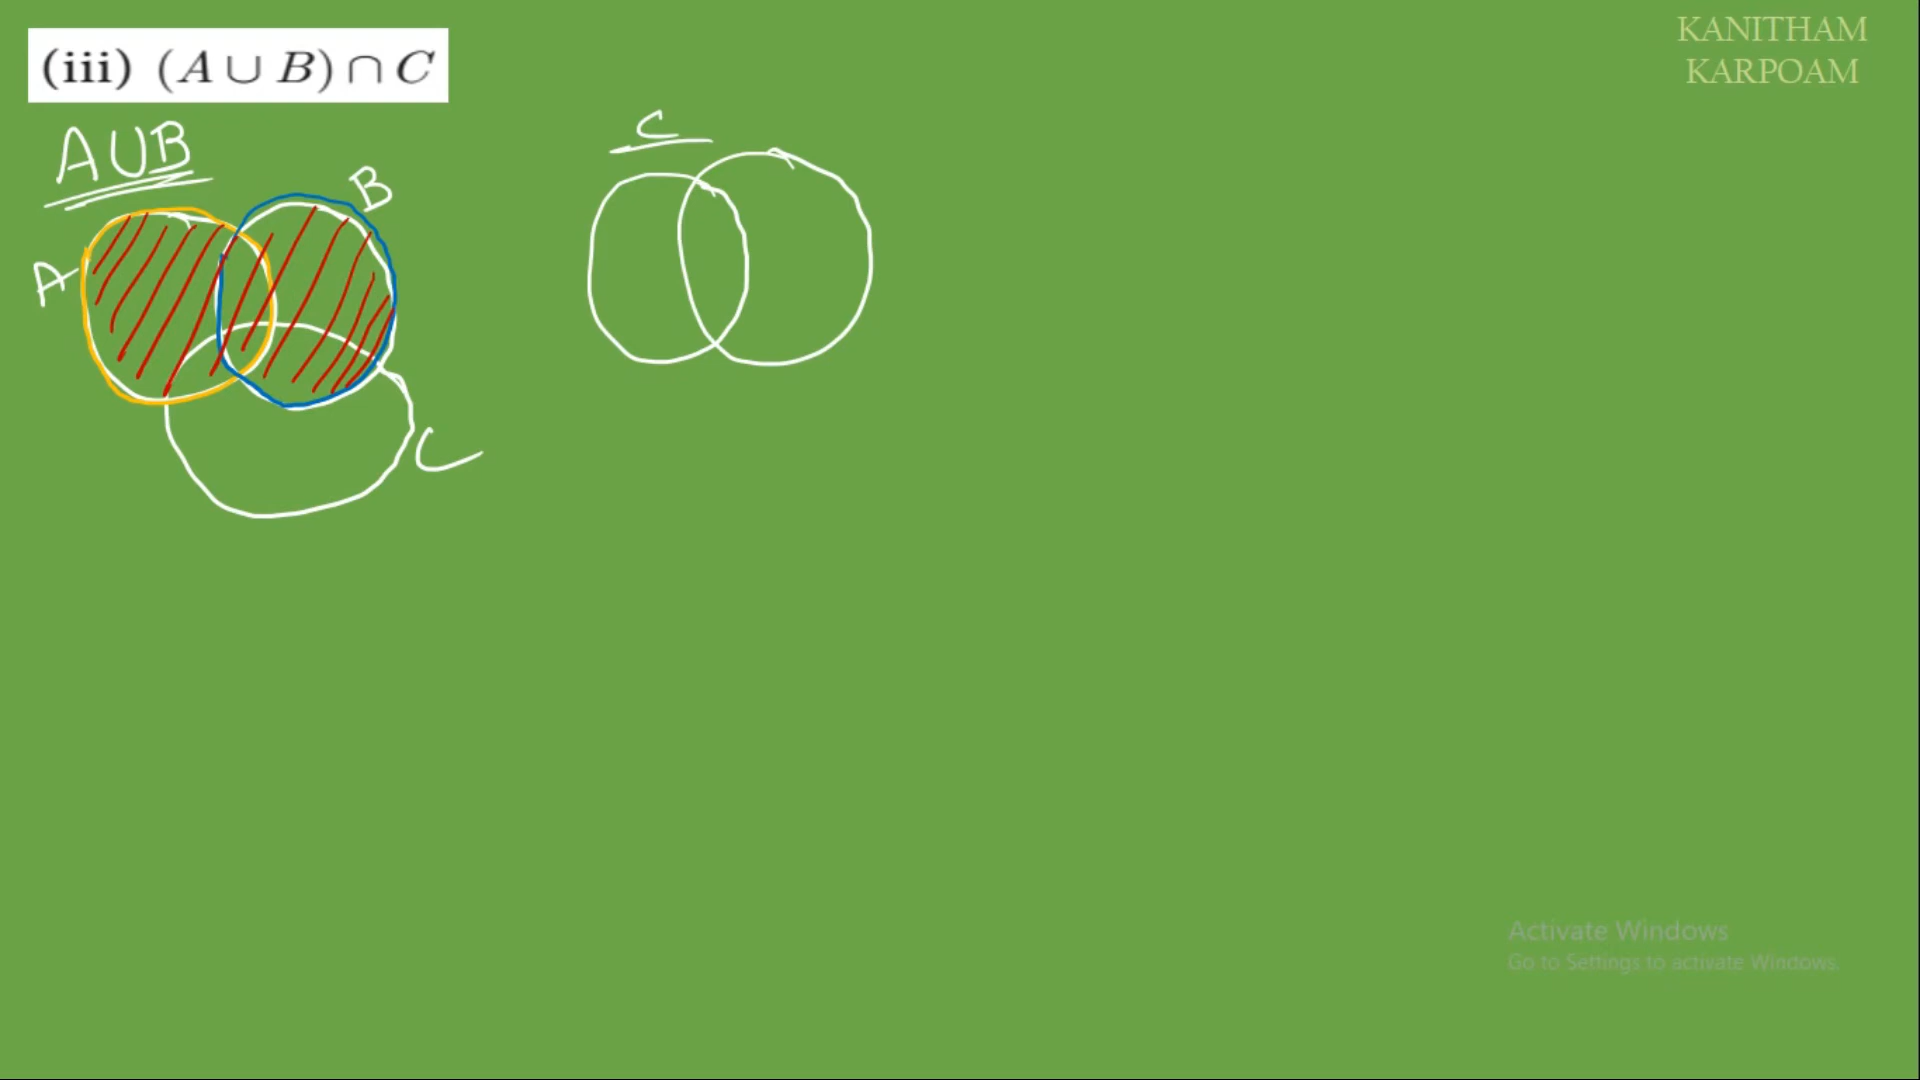 (iii) (A ∪ B) ∩ C
KANITHAM
KARPOAM
A∪B
C
B
A
C
Activate Windows
Go to Settings to activate Windows.